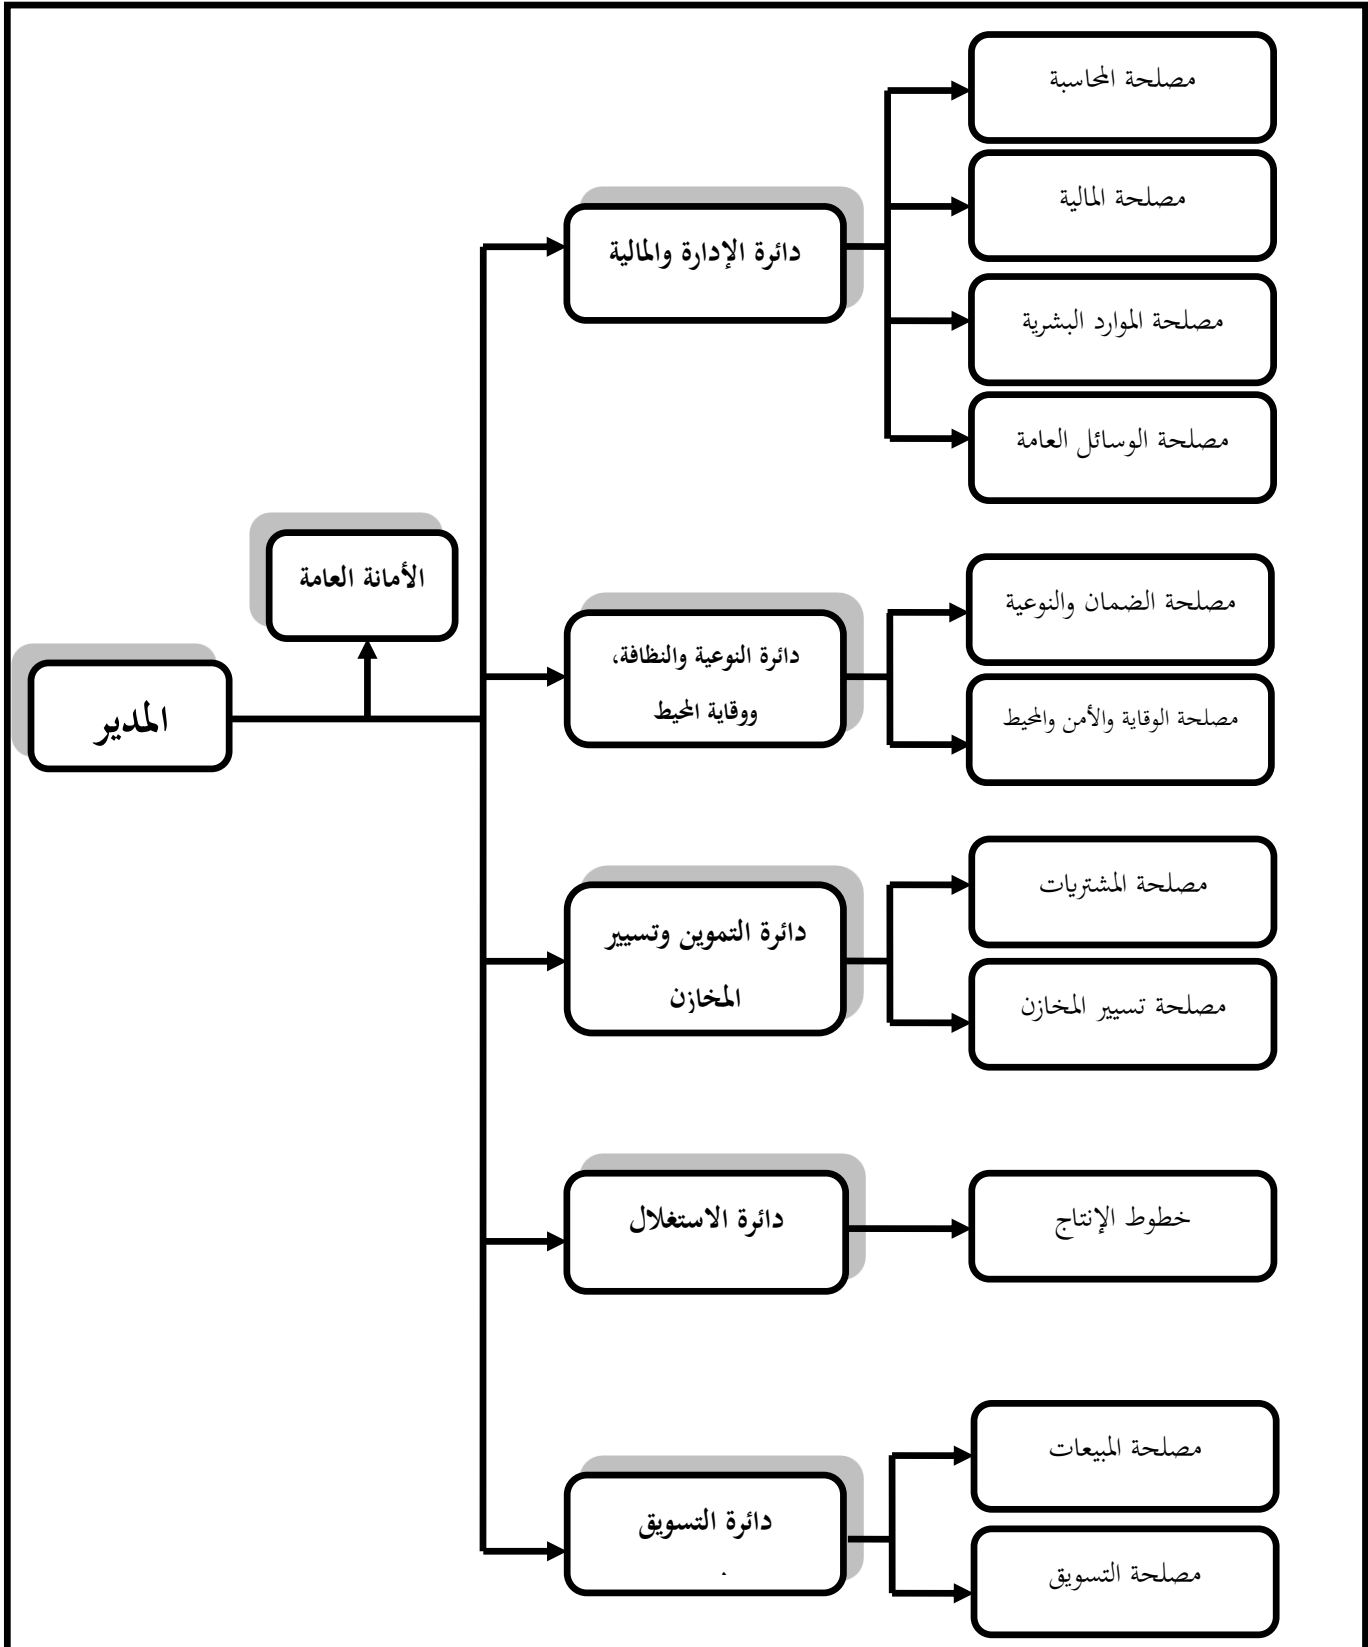 مصلحة المحاسبة
مصلحة المالية
دائرة الإدارة والمالية
مصلحة الموارد البشرية
مصلحة الوسائل العامة
الأمانة العامة
مصلحة الضمان والنوعية
دائرة النوعية والنظافة،
ووقاية المحيط
المدير
مصلحة الوقاية والأمن والمحيط
مصلحة المشتريات
دائرة التموين وتسيير
المخازن
مصلحة تسيير المخازن
دائرة الاستغلال
خطوط الإنتاج
مصلحة المبيعات
دائرة التسويق
مصلحة التسويق